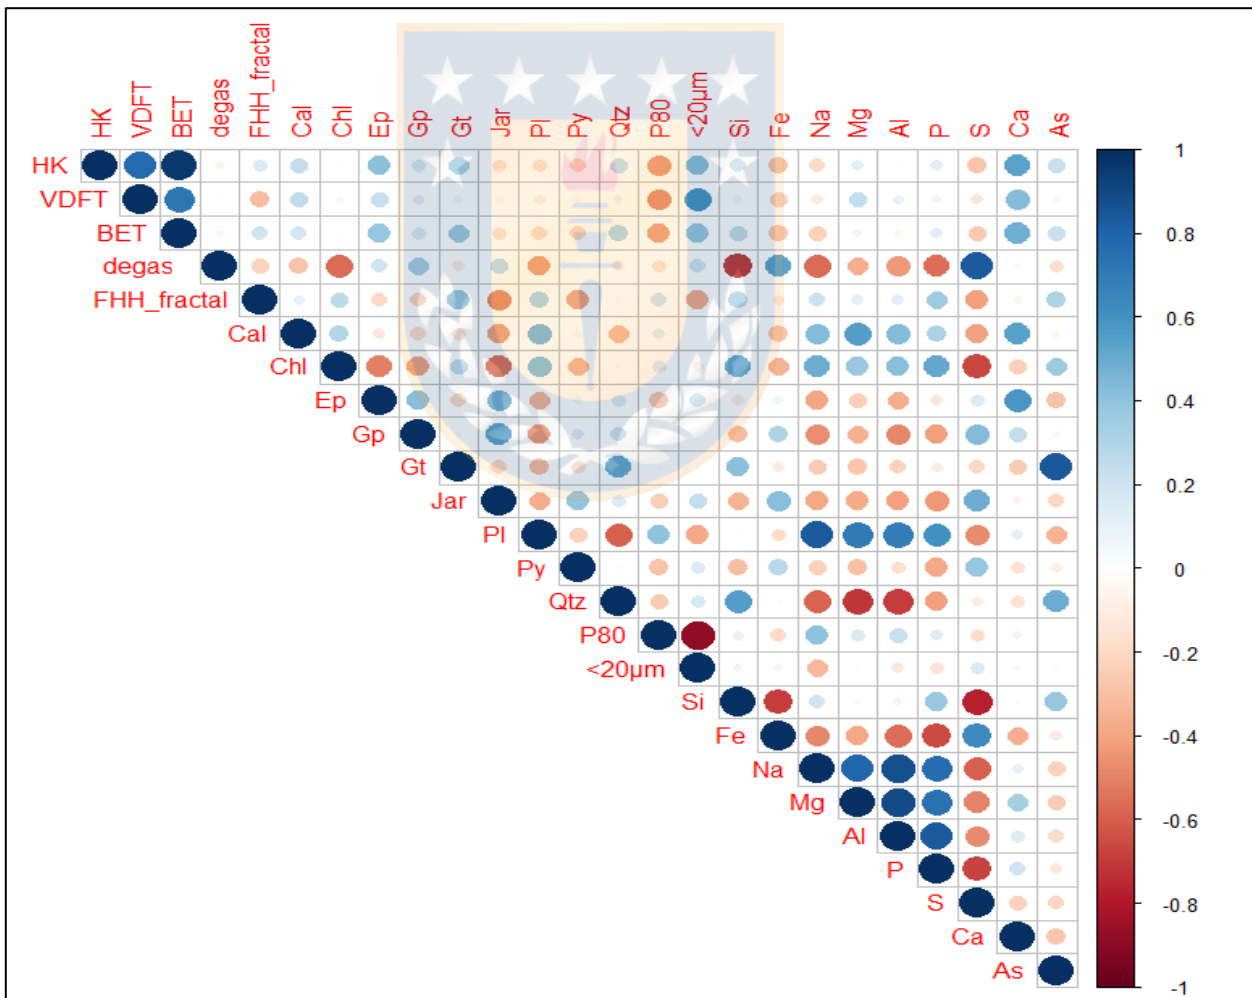 HK VDFT BET degas FHH_fractal Cal Chl Ep Gp Gt Jar Pl Py Qtz P80 <20µm Si Fe Na Mg Al P S Ca As
HK
VDFT
BET
degas
FHH_fractal
Cal
Chl
Ep
Gp
Gt
Jar
Pl
Py
Qtz
P80
<20µm
Si
Fe
Na
Mg
Al
P
S
Ca
As
1
0.8
0.6
0.4
0.2
0
-0.2
-0.4
-0.6
-0.8
-1